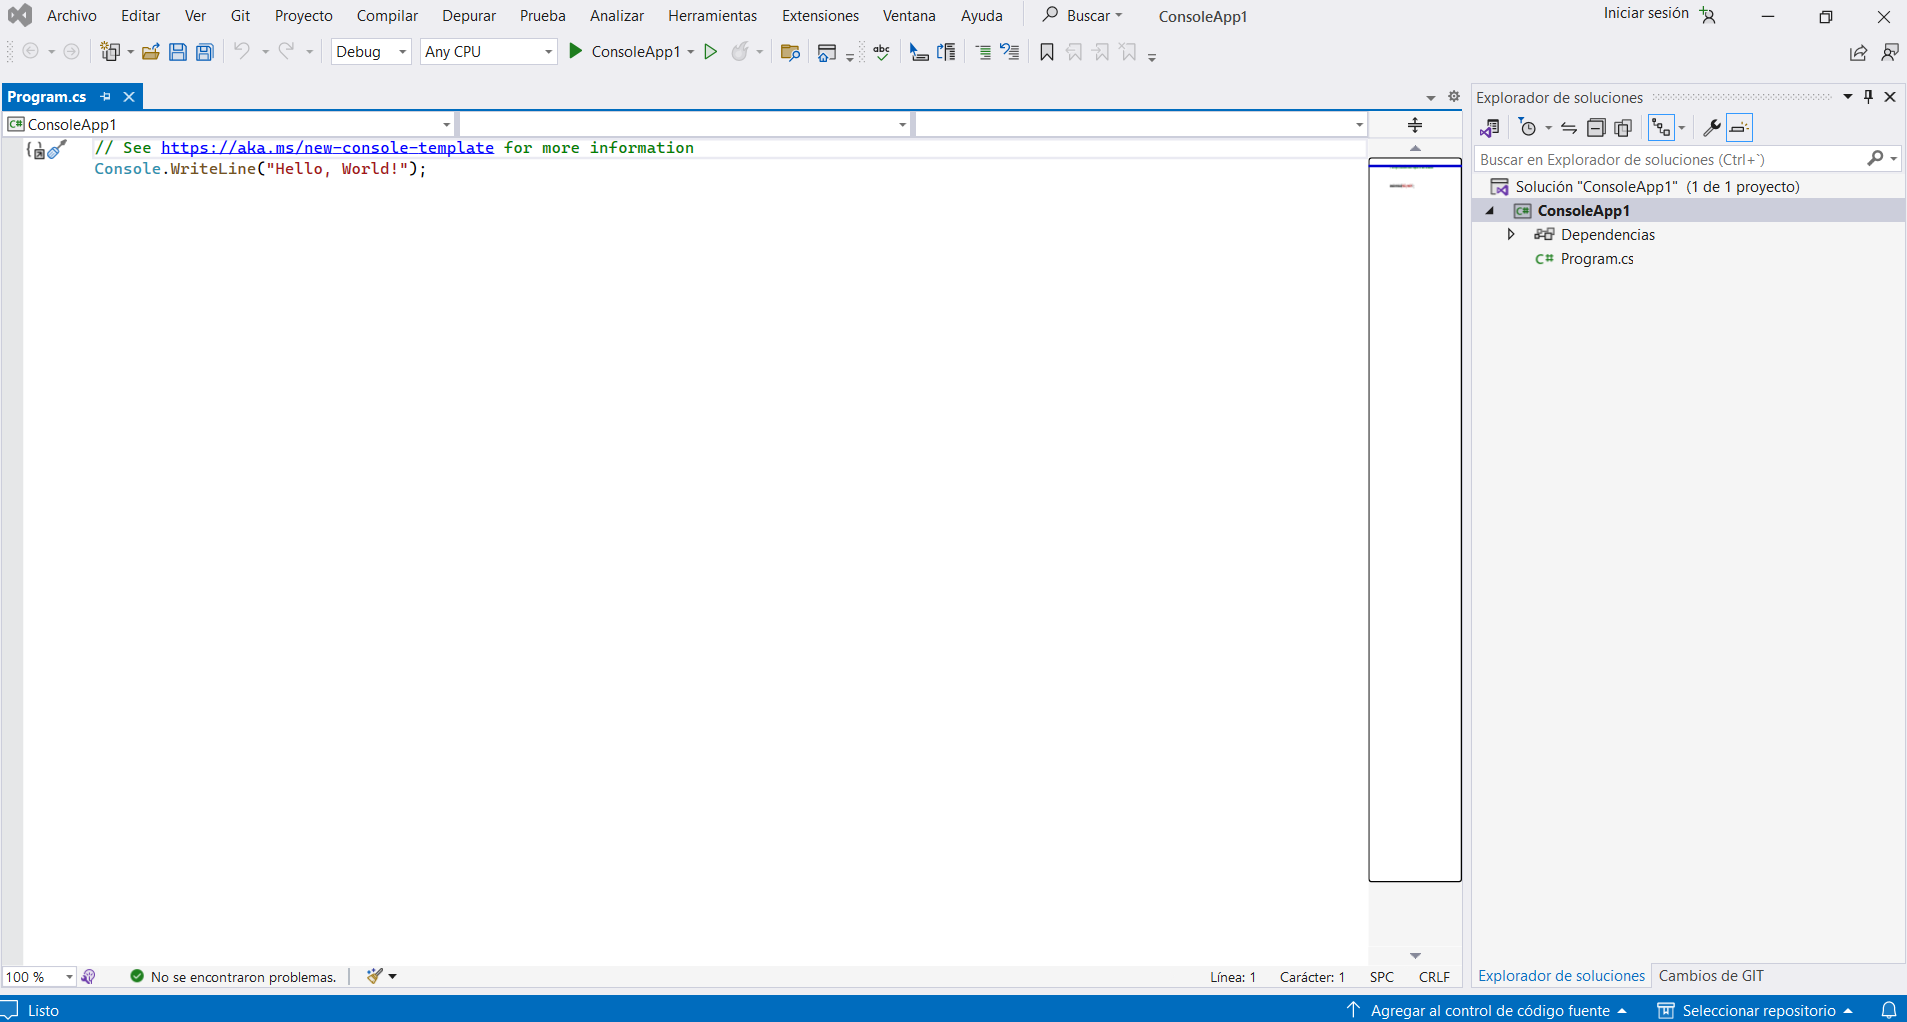 Archivo Editar Ver Git Proyecto Compilar Depurar Prueba Analizar Herramientas Extensiones Ventana Ayuda Buscar ConsoleApp1 Iniciar sesión
Debug Any CPU ConsoleApp1 abc
Program.cs
Explorador de soluciones
C# ConsoleApp1
Buscar en Explorador de soluciones (Ctrl+`)
// See https://aka.ms/new-console-template for more information
Console.WriteLine("Hello, World!");
Solución "ConsoleApp1" (1 de 1 proyecto)
C# ConsoleApp1
Dependencias
C# Program.cs
100 % No se encontraron problemas. Línea: 1 Carácter: 1 SPC CRLF
Explorador de soluciones Cambios de GIT
Listo Agregar al control de código fuente Seleccionar repositorio